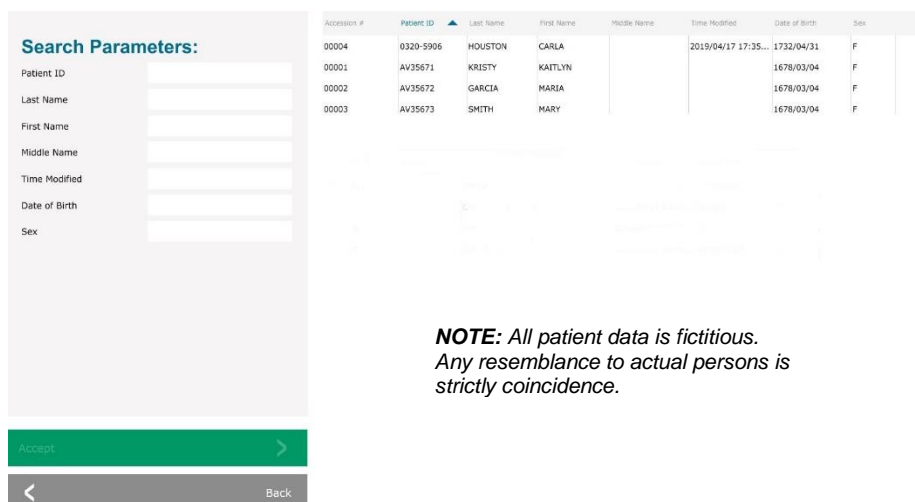 Search Parameters:
Patient ID
Last Name
First Name
Middle Name
Time Modified
Date of Birth
Sex
Accept
Back
Accession # Patient ID Last Name First Name Middle Name Time Modified Date of Birth Sex
00004 0320-5906 HOUSTON CARLA 2019/04/17 17:35... 1732/04/31 F
00001 AV35671 KRISTY KAITLYN 1678/03/04 F
00002 AV35672 GARCIA MARIA 1678/03/04 F
00003 AV35673 SMITH MARY 1678/03/04 F
NOTE: All patient data is fictitious.
Any resemblance to actual persons is
strictly coincidence.